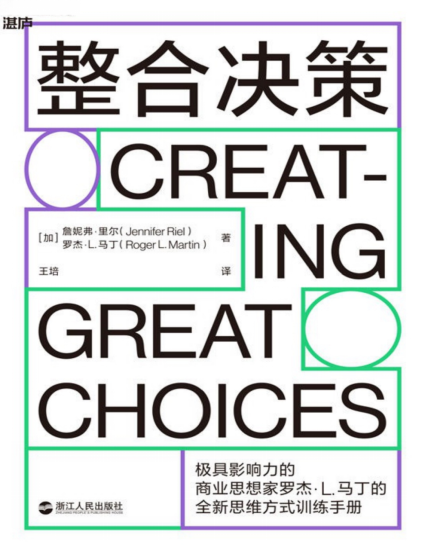 湛庐
整合决策
CREAT-
[加]
詹妮弗·里尔(Jennifer Riel)
罗杰·L.马丁(Roger L. Martin)
著
王培
译
ING
GREAT
CHOICES
极具影响力的
商业思想家罗杰·L.马丁的
全新思维方式训练手册
浙江人民出版社